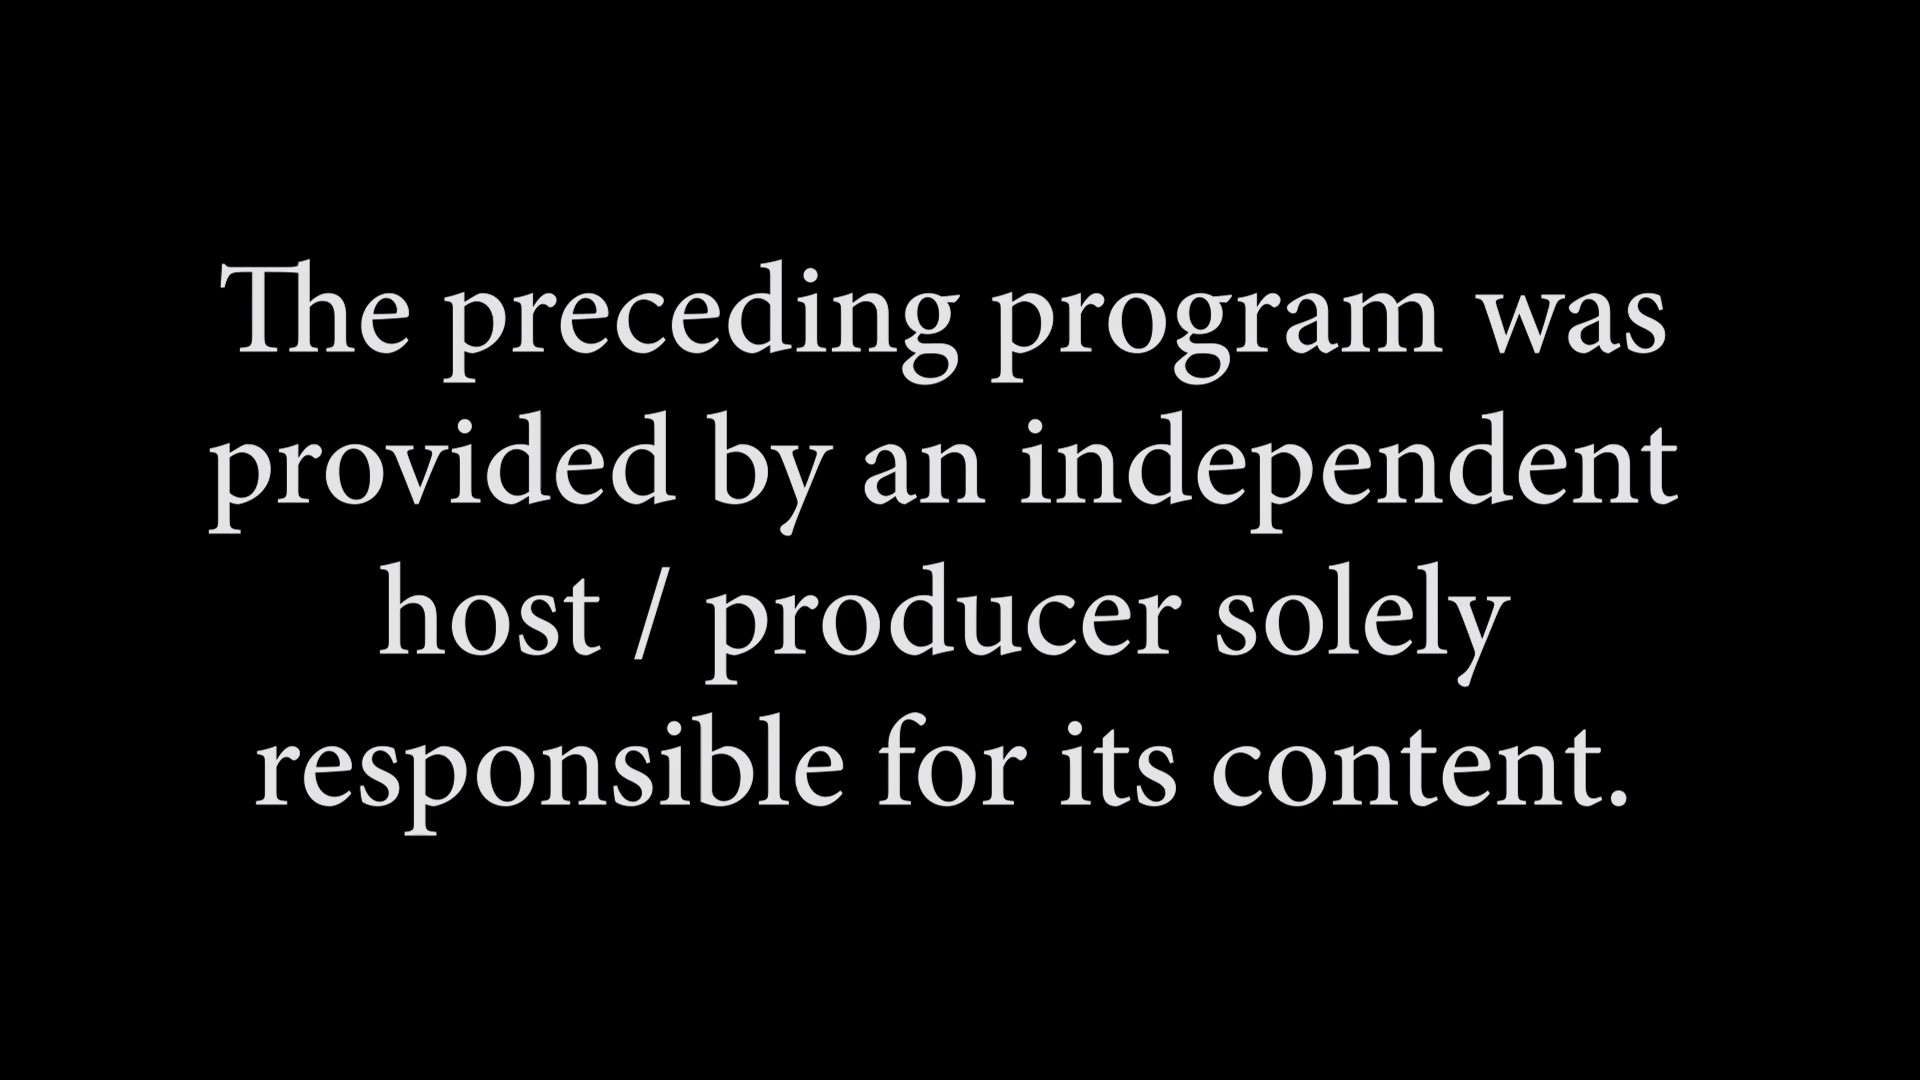 The preceding program was
provided by an independent
host / producer solely
responsible for its content.